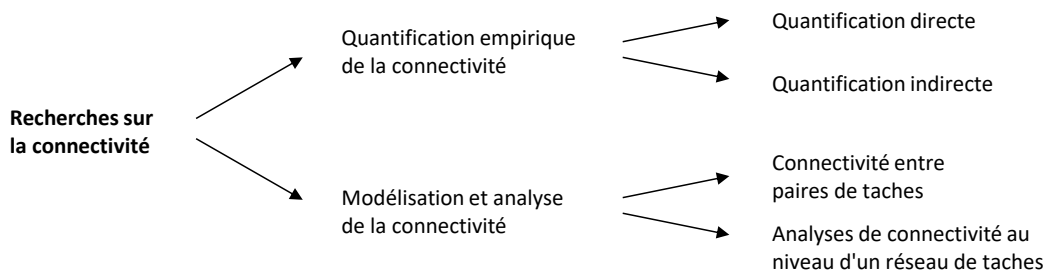 Recherches sur
la connectivité
Quantification empirique
de la connectivité
Quantification directe
Quantification indirecte
Modélisation et analyse
de la connectivité
Connectivité entre
paires de taches
Analyses de connectivité au
niveau d'un réseau de taches